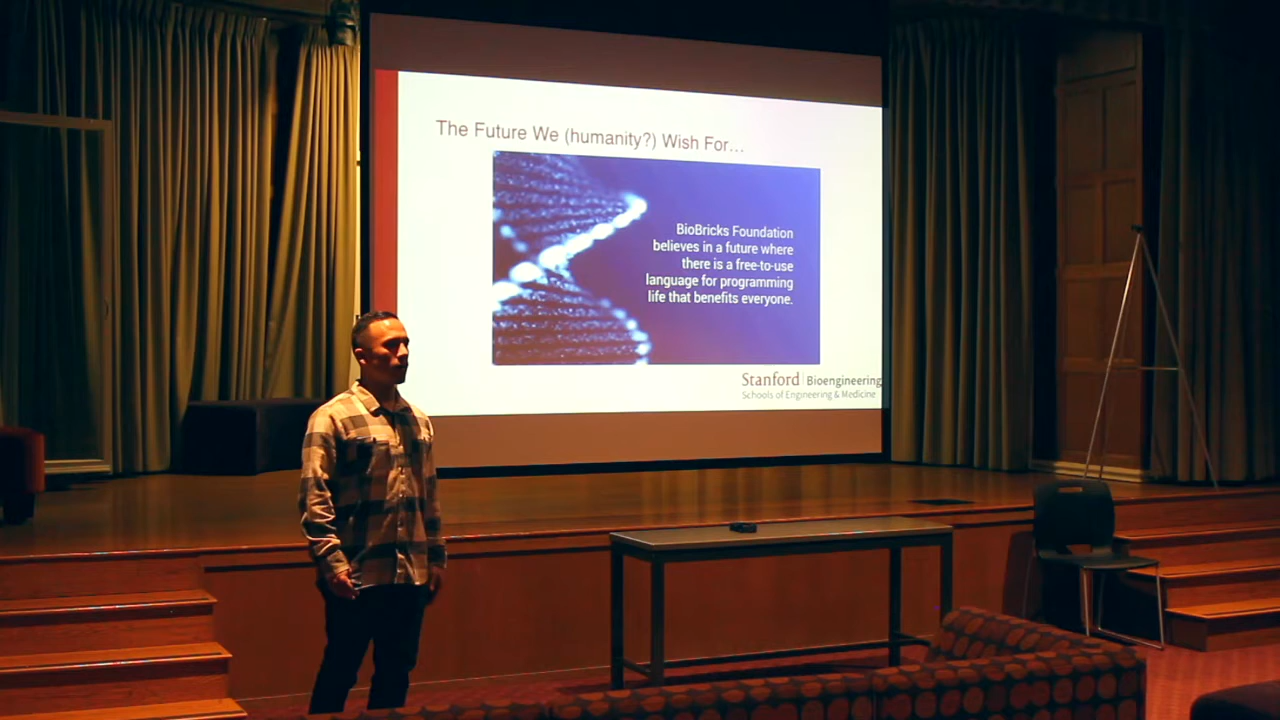 The Future We (humanity?) Wish For...
BioBricks Foundation
believes in a future where
there is a free-to-use
language for programming
life that benefits everyone.
Stanford | Bioengineering
Schools of Engineering & Medicine